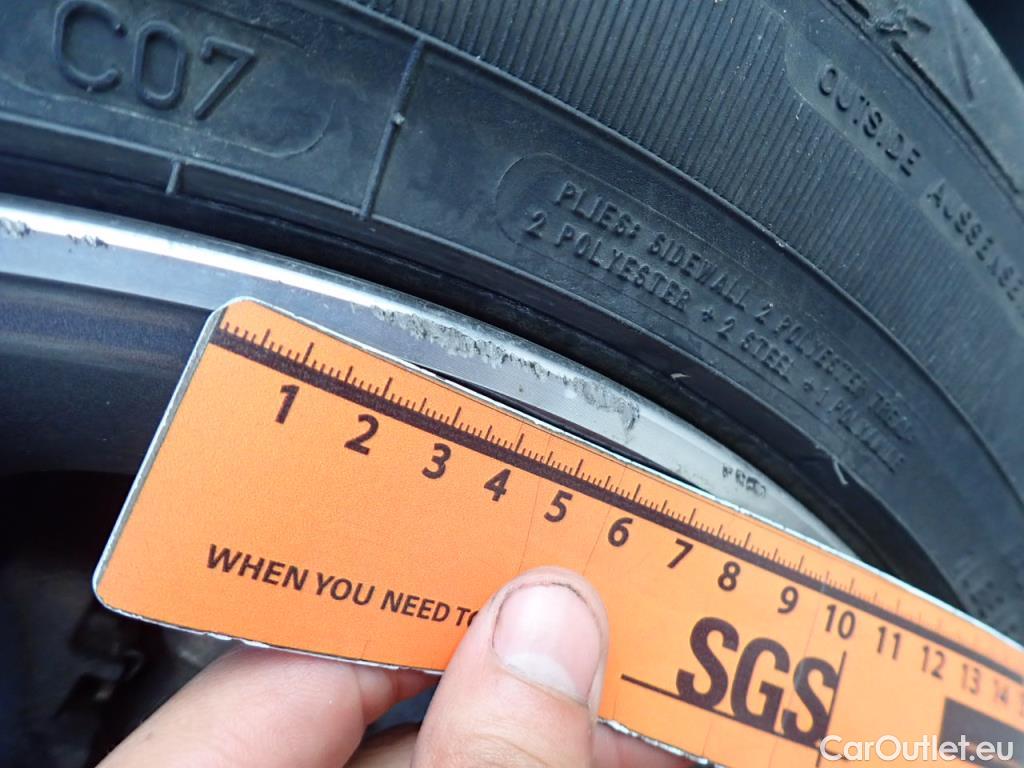 C07
OUTSIDE
PLIES: SIDEWALL 2 POLYESTER TREAD
2 POLYESTER + 2 STEEL + 1
1 2 3 4 5 6 7 8 9 10 11 12 13 14
WHEN YOU NEED TO
SGS
CarOutlet.eu